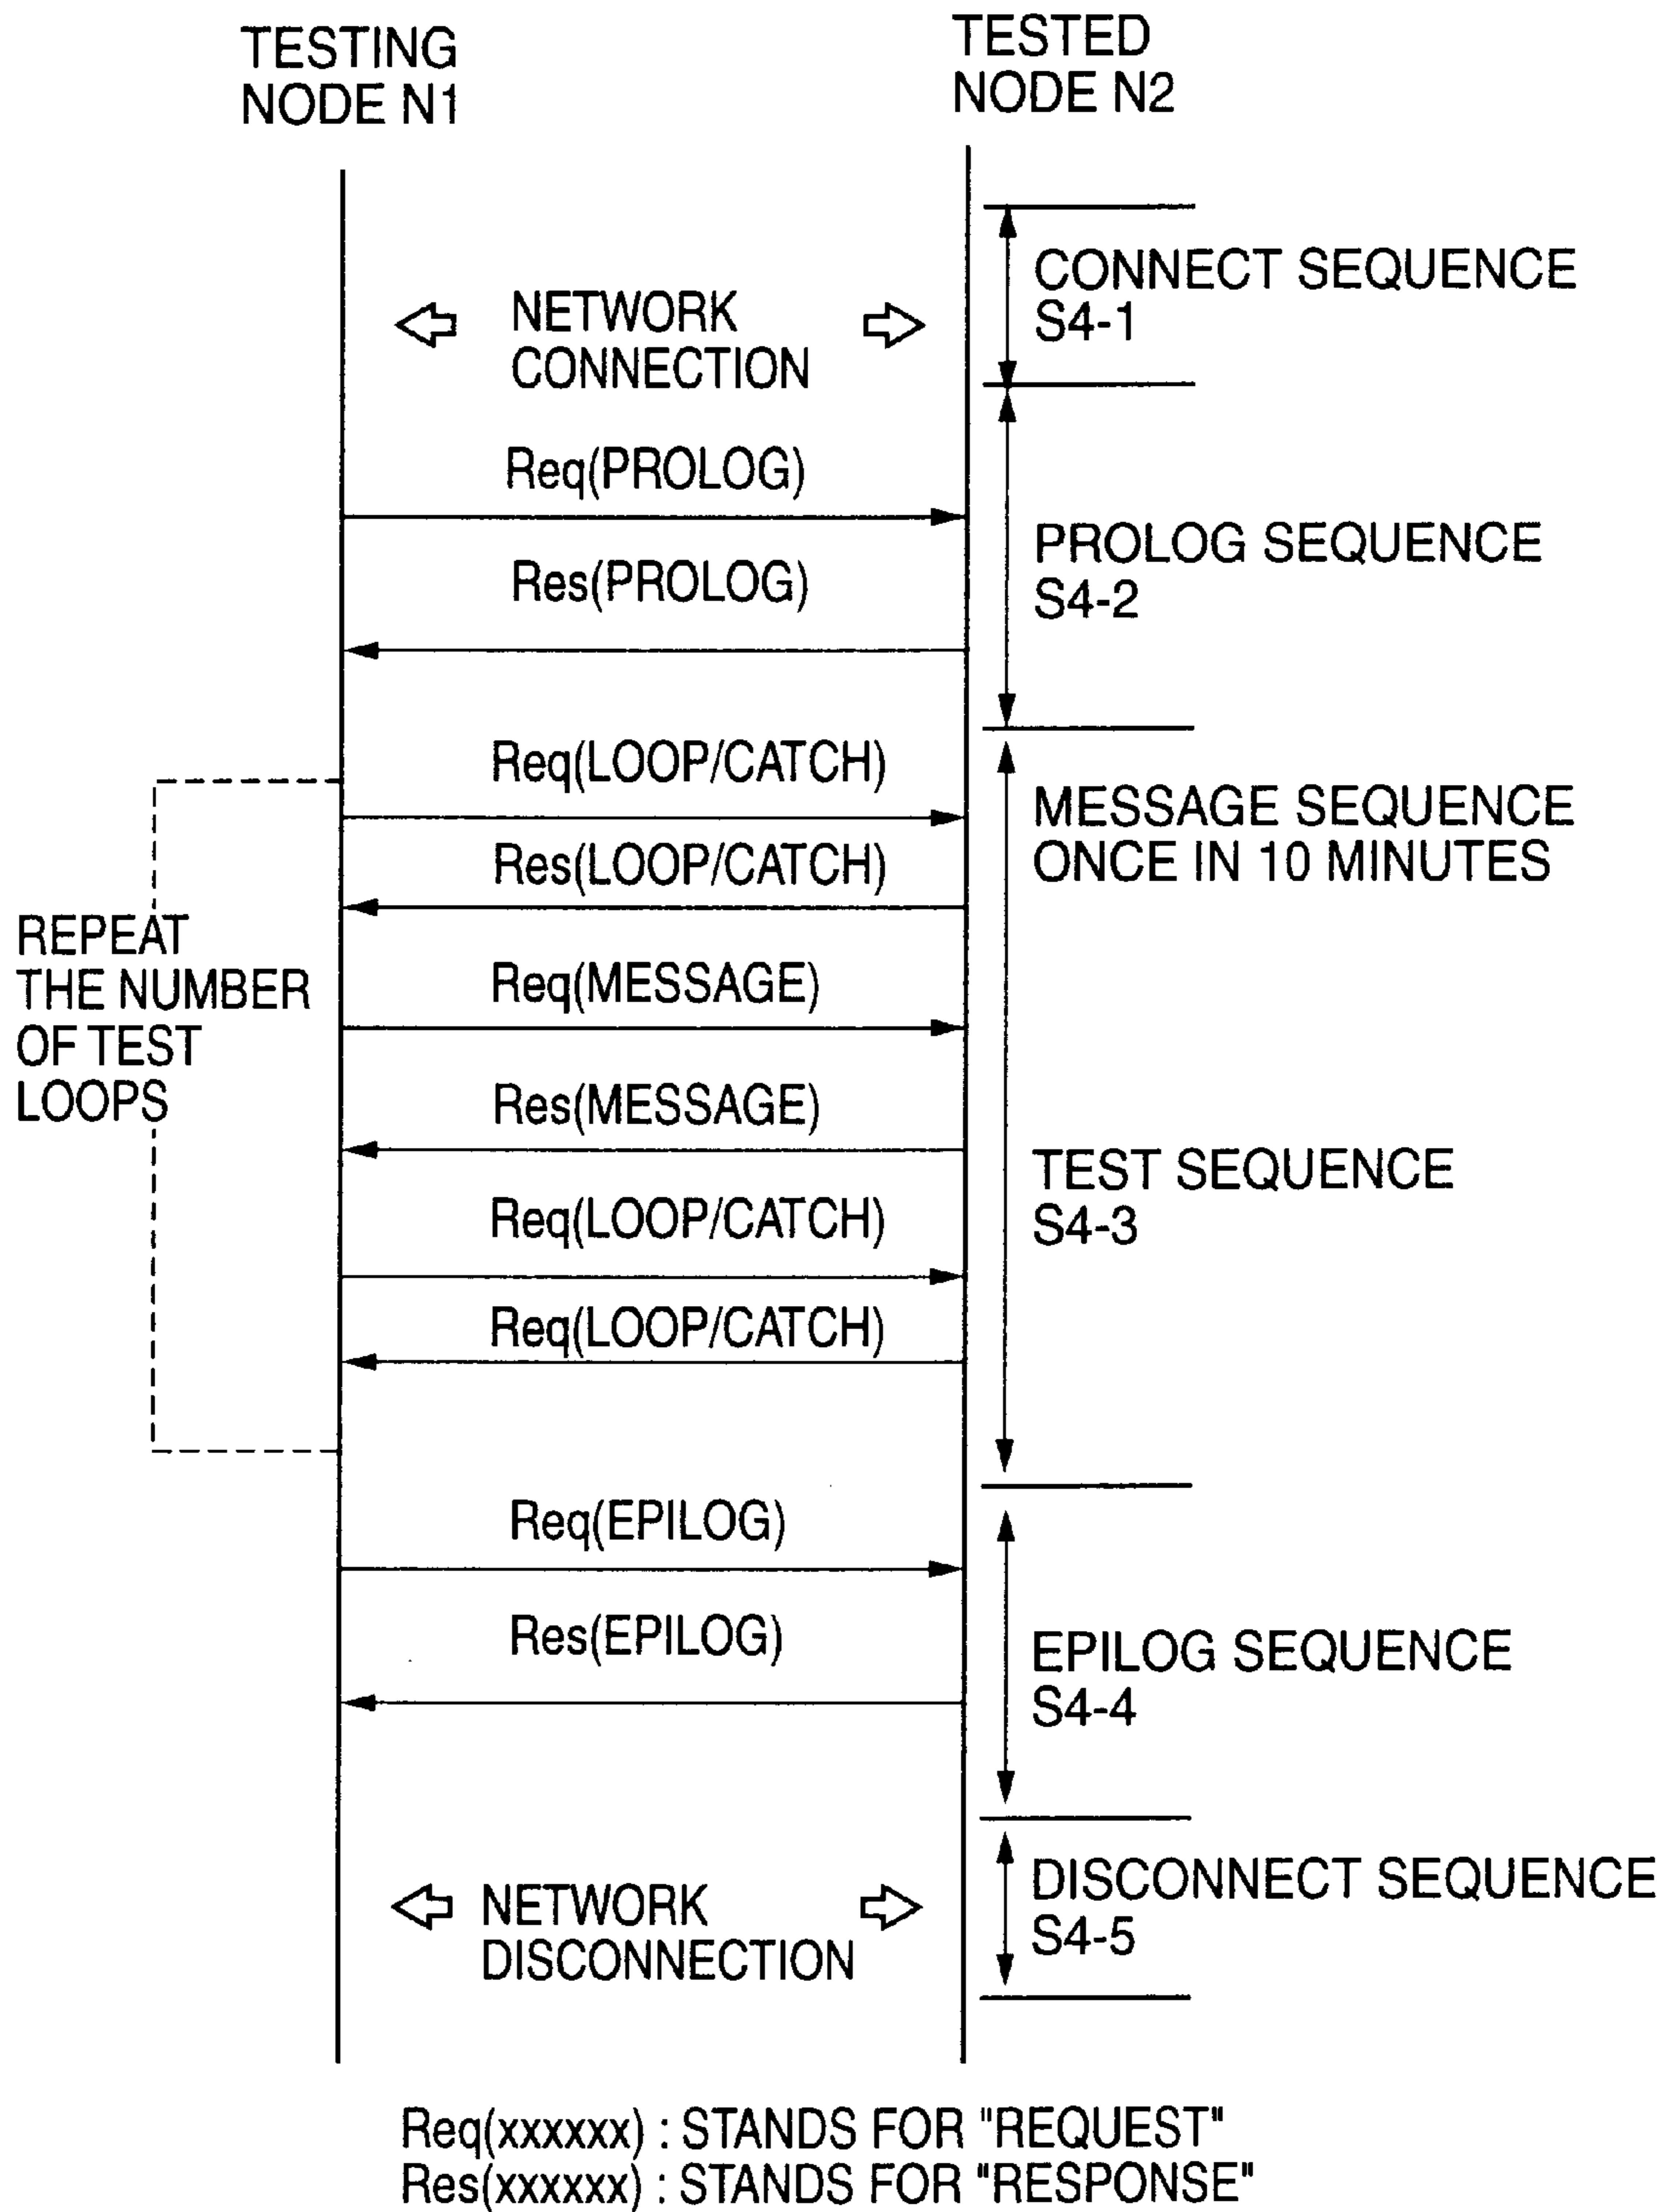 TESTING
NODE N1
TESTED
NODE N2
CONNECT SEQUENCE
S4-1
NETWORK
CONNECTION
Req(PROLOG)
PROLOG SEQUENCE
S4-2
Res(PROLOG)
Req(LOOP/CATCH)
MESSAGE SEQUENCE
ONCE IN 10 MINUTES
Res(LOOP/CATCH)
REPEAT
THE NUMBER
OF TEST
LOOPS
Req(MESSAGE)
Res(MESSAGE)
TEST SEQUENCE
S4-3
Req(LOOP/CATCH)
Req(LOOP/CATCH)
Req(EPILOG)
Res(EPILOG)
EPILOG SEQUENCE
S4-4
NETWORK
DISCONNECTION
DISCONNECT SEQUENCE
S4-5
Req(xxxxxx) : STANDS FOR "REQUEST"
Res(xxxxxx) : STANDS FOR "RESPONSE"